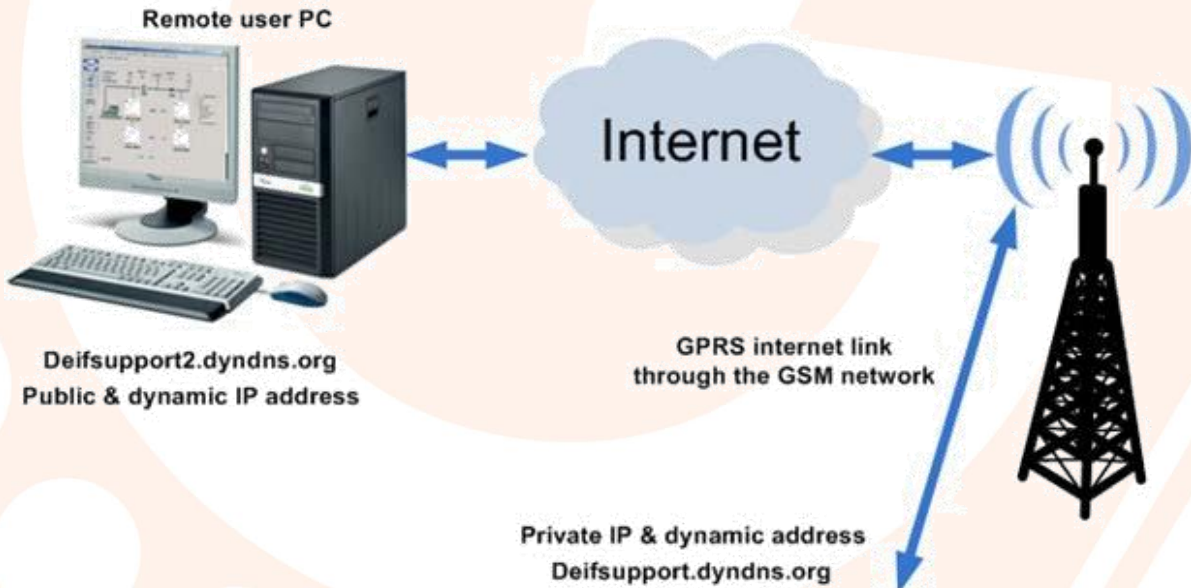 Remote user PC
Internet
Deifsupport2.dyndns.org
Public & dynamic IP address
GPRS internet link
through the GSM network
Private IP & dynamic address
Deifsupport.dyndns.org